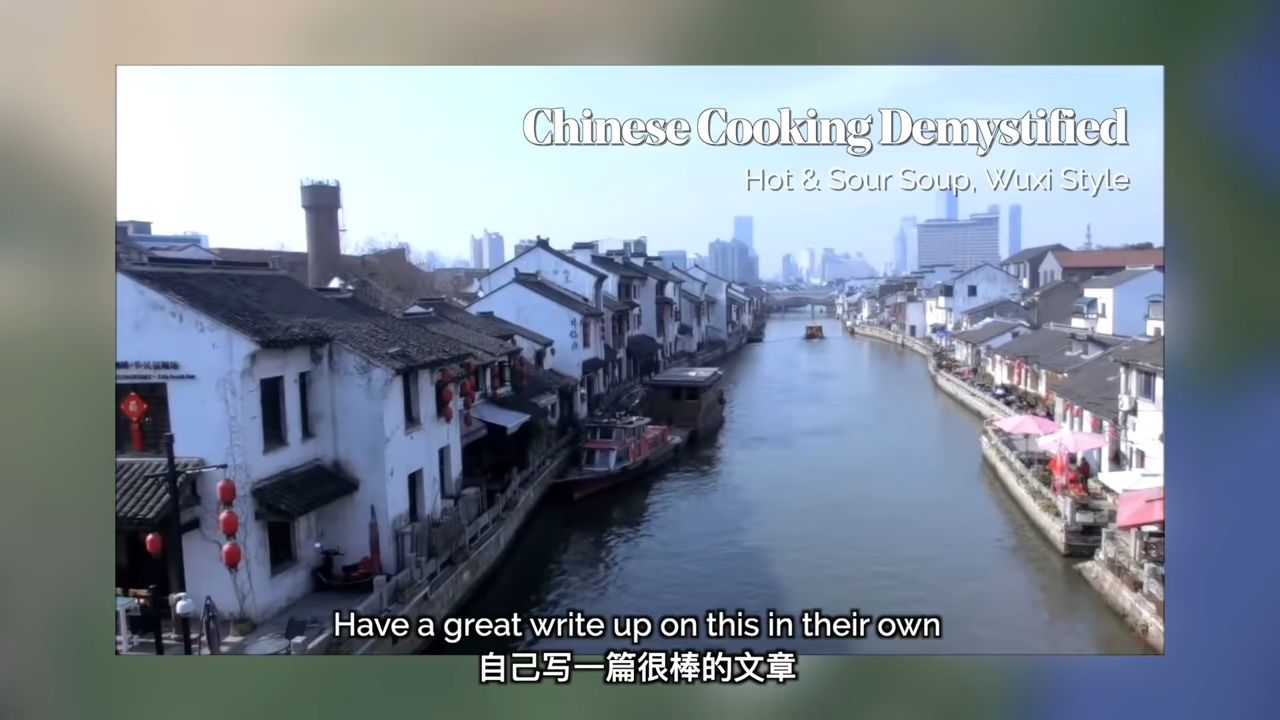 Chinese Cooking Demystified
Hot & Sour Soup, Wuxi Style
Have a great write up on this in their own
自己写一篇很棒的文章